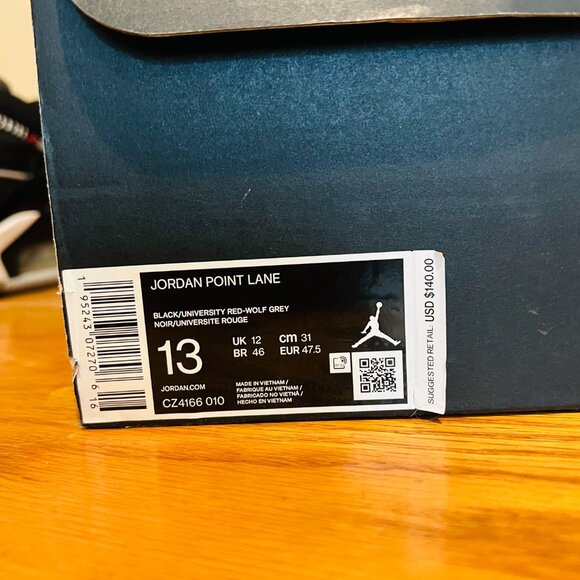 JORDAN POINT LANE
BLACK/UNIVERSITY RED-WOLF GREY
NOIR/UNIVERSITE ROUGE
13
UK 12 cm 31
BR 46 EUR 47.5
JORDAN.COM
CZ4166 010
MADE IN VIETNAM /
FABRIQUE AU VIETNAM /
FABRICADO NO VIETNÃ /
HECHO EN VIETNAM
SUGGESTED RETAIL: USD $140.00
1 95243 07270 6 16